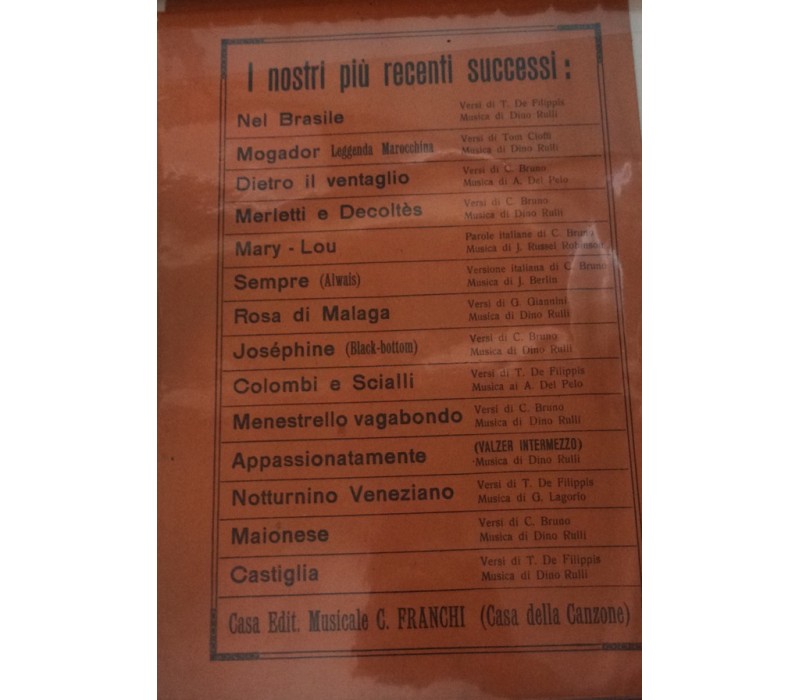 I nostri più recenti successi:
Nel Brasile Versi di T. De Filippis
Musica di Dino Rulli
Mogador Leggenda Marocchina Versi di Tom Cioffi
Musica di Dino Rulli
Dietro il ventaglio Versi di C. Bruno
Musica di A. Del Pelo
Merletti e Decoltès Versi di C. Bruno
Musica di Dino Rulli
Mary - Lou Parole italiane di C. Bruno
Musica di J. Russel Robinson
Sempre (Alwais) Versione italiana di C. Bruno
Musica di J. Berlin
Rosa di Malaga Versi di G. Giannini
Musica di Dino Rulli
Joséphine (Black-bottom) Versi di C. Bruno
Musica di Dino Rulli
Colombi e Scialli Versi di T. De Filippis
Musica ai A. Del Pelo
Menestrello vagabondo Versi di C. Bruno
Musica di Dino Rulli
Appassionatamente (VALZER INTERMEZZO)
Musica di Dino Rulli
Notturnino Veneziano Versi di T. De Filippis
Musica di G. Lagorio
Maionese Versi di C. Bruno
Musica di Dino Rulli
Castiglia Versi di T. De Filippis
Musica di Dino Rulli
Casa Edit. Musicale C. FRANCHI (Casa della Canzone)